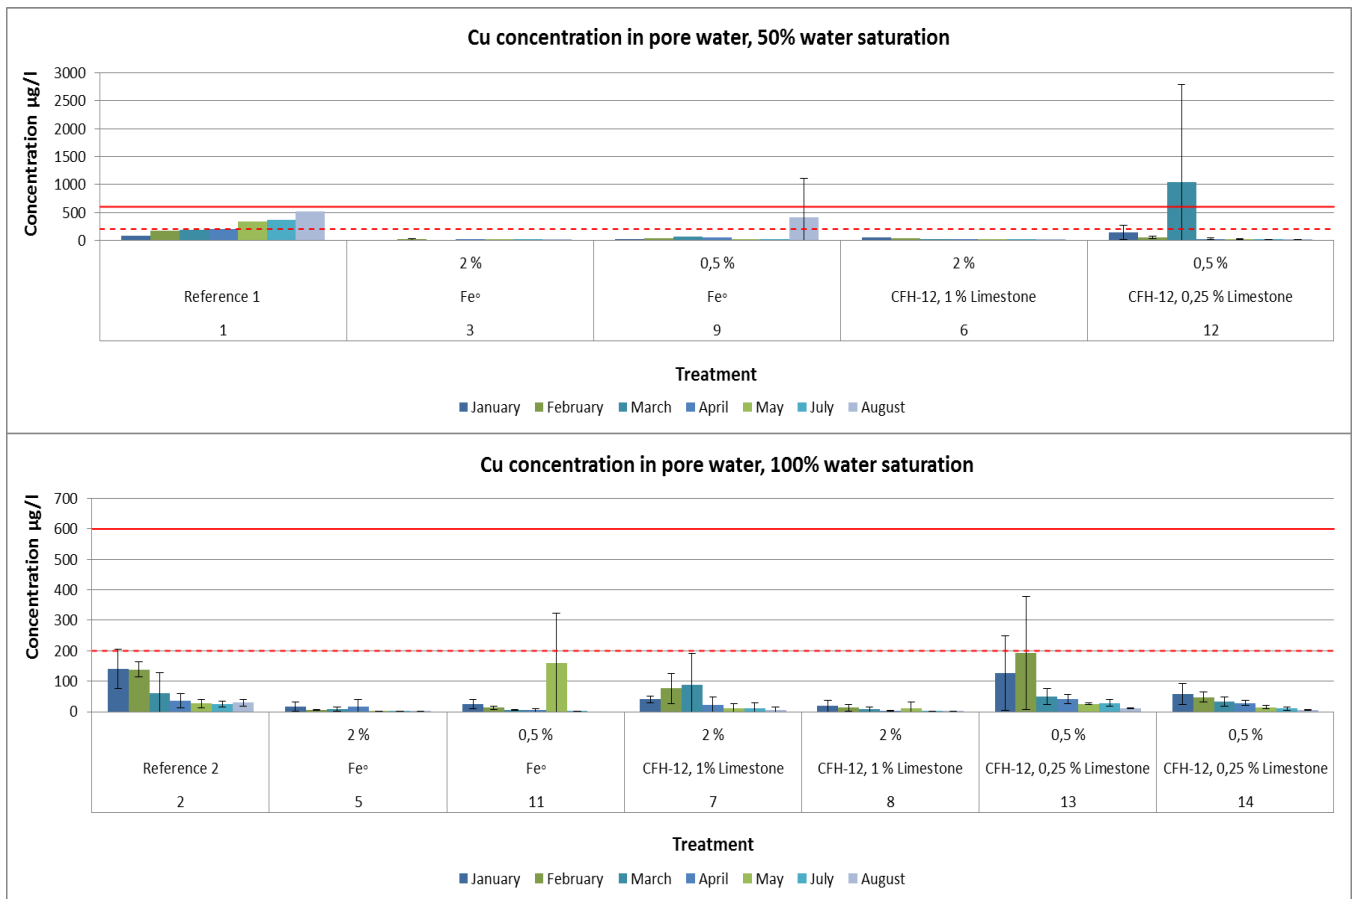 Cu concentration in pore water, 50% water saturation
Concentration µg/l
3000
2500
2000
1500
1000
500
0
2 % 0,5 % 2 % 0,5 %
Reference 1 Fe° Fe° CFH-12, 1 % Limestone CFH-12, 0,25 % Limestone
1 3 9 6 12
Treatment
January February March April May July August
Cu concentration in pore water, 100% water saturation
Concentration µg/l
700
600
500
400
300
200
100
0
2 % 0,5 % 2 % 2 % 0,5 % 0,5 %
Reference 2 Fe° Fe° CFH-12, 1% Limestone CFH-12, 1 % Limestone CFH-12, 0,25 % Limestone CFH-12, 0,25 % Limestone
2 5 11 7 8 13 14
Treatment
January February March April May July August